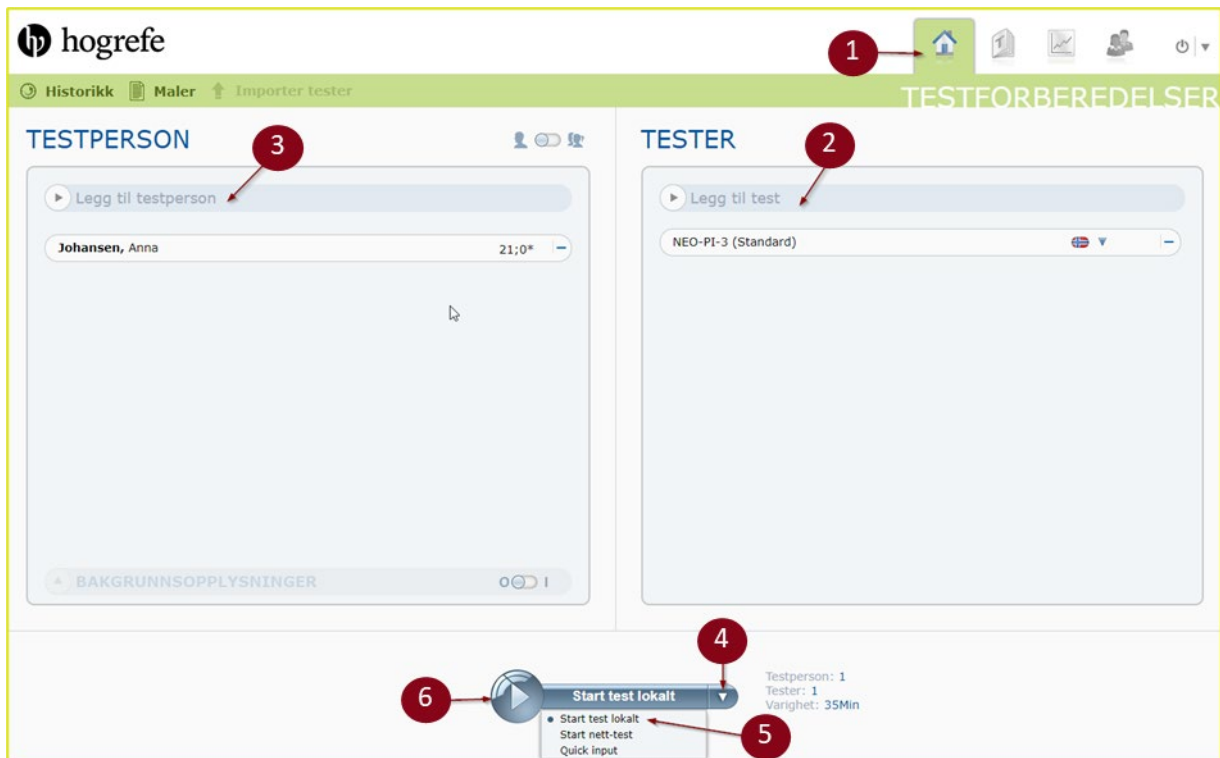 hogrefe
1
Historikk Maler Importer tester
TESTFORBEREDELSER
TESTPERSON
3
Legg til testperson
Johansen, Anna 21;0*
BAKGRUNNSOPPLYSNINGER O I
TESTER
2
Legg til test
NEO-PI-3 (Standard)
4
6
Start test lokalt
Start test lokalt
5
Start nett-test
Quick input
Testperson: 1
Tester: 1
Varighet: 35Min